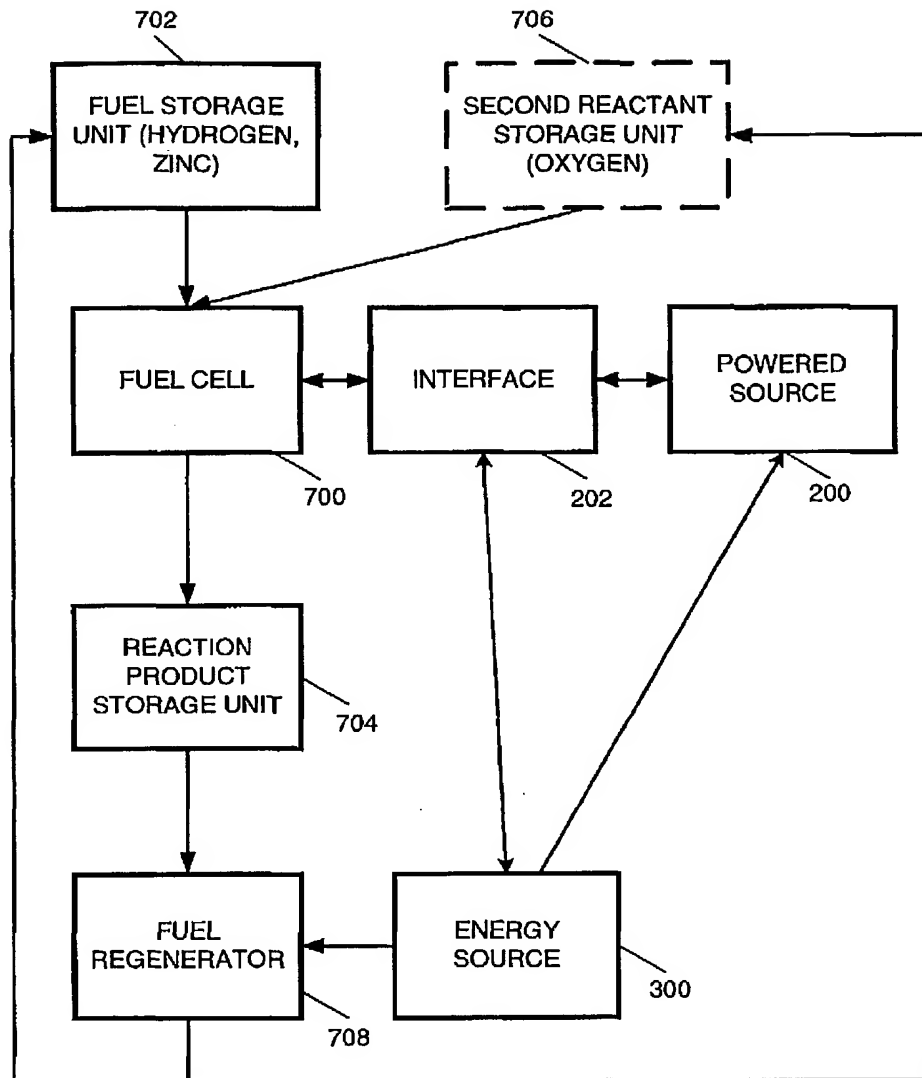 702
706
FUEL STORAGE
UNIT (HYDROGEN,
ZINC)
SECOND REACTANT
STORAGE UNIT
(OXYGEN)
FUEL CELL
INTERFACE
POWERED
SOURCE
700
202
200
REACTION
PRODUCT
STORAGE UNIT
704
FUEL
REGENERATOR
ENERGY
SOURCE
708
300